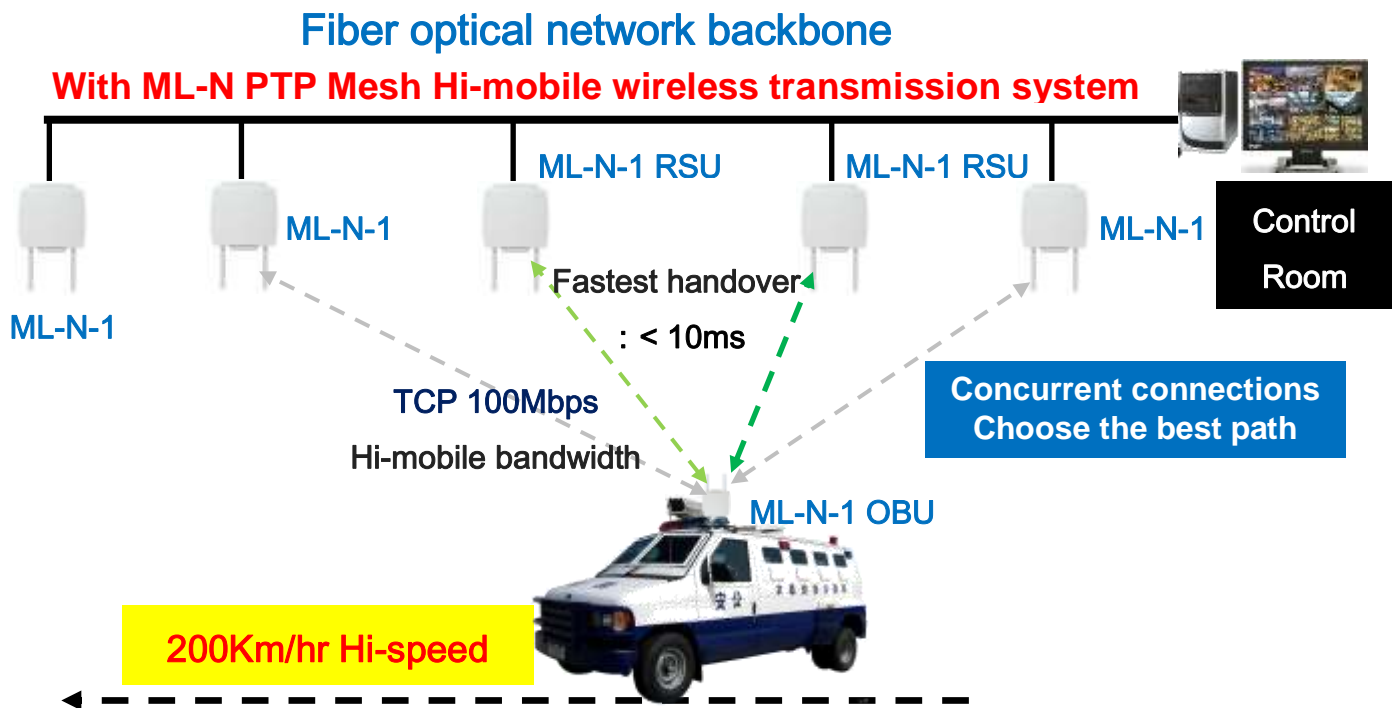 Fiber optical network backbone
With ML-N PTP Mesh Hi-mobile wireless transmission system
ML-N-1 RSU
ML-N-1 RSU
ML-N-1
ML-N-1
Control
Room
ML-N-1
Fastest handover
: < 10ms
TCP 100Mbps
Hi-mobile bandwidth
Concurrent connections
Choose the best path
ML-N-1 OBU
安公
200Km/hr Hi-speed